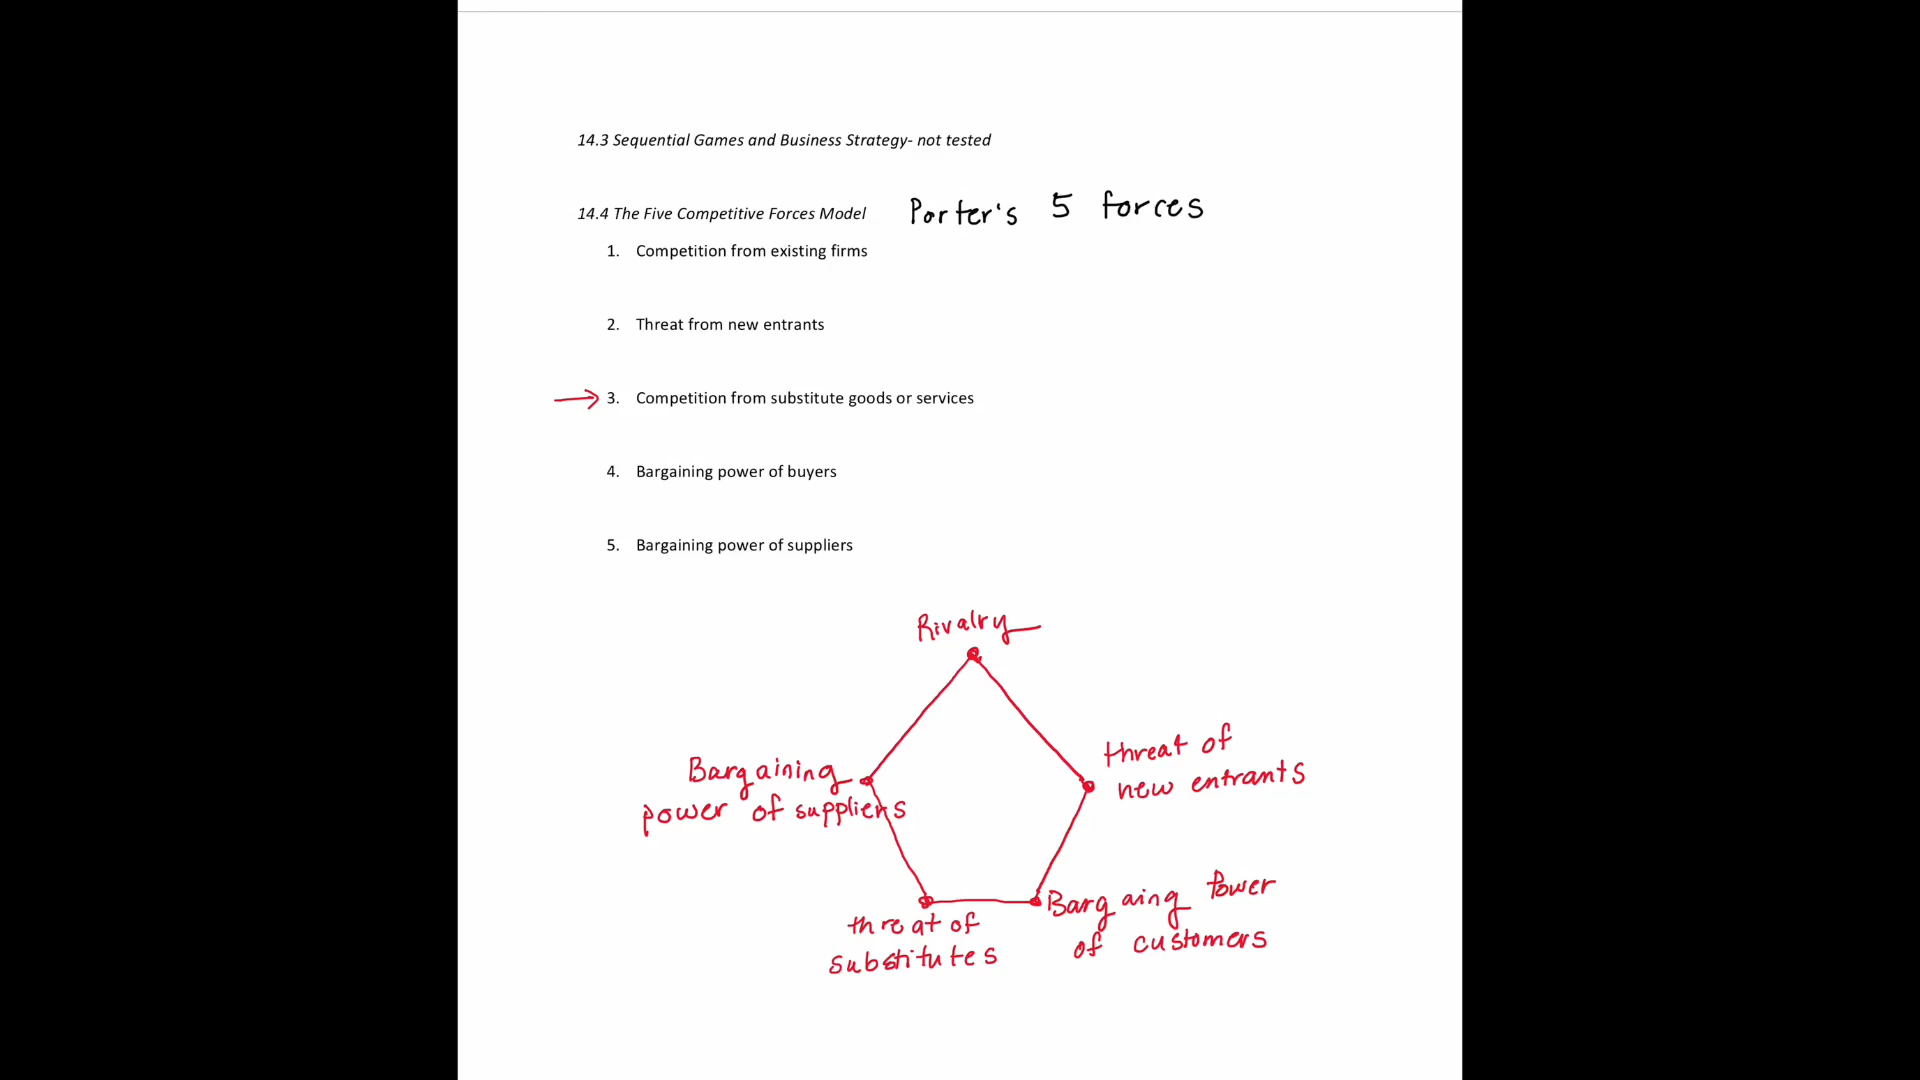 14.3 Sequential Games and Business Strategy- not tested
14.4 The Five Competitive Forces Model Porter's 5 forces
1. Competition from existing firms
2. Threat from new entrants
3. Competition from substitute goods or services
4. Bargaining power of buyers
5. Bargaining power of suppliers
Rivalry
threat of
new entrants
Bargaining
power of suppliers
Bargaing Power
of customers
threat of
substitutes